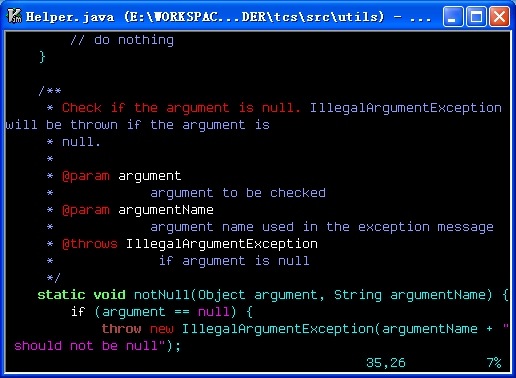 Helper.java (E:\WORKSPAC...DER\tcs\src\utils) - ...
// do nothing
}
/**
* Check if the argument is null. IllegalArgumentException
will be thrown if the argument is
* null.
*
* @param argument
* argument to be checked
* @param argumentName
* argument name used in the exception message
* @throws IllegalArgumentException
* if argument is null
*/
static void notNull(Object argument, String argumentName) {
if (argument == null) {
throw new IllegalArgumentException(argumentName + "
should not be null");
35,26 7%